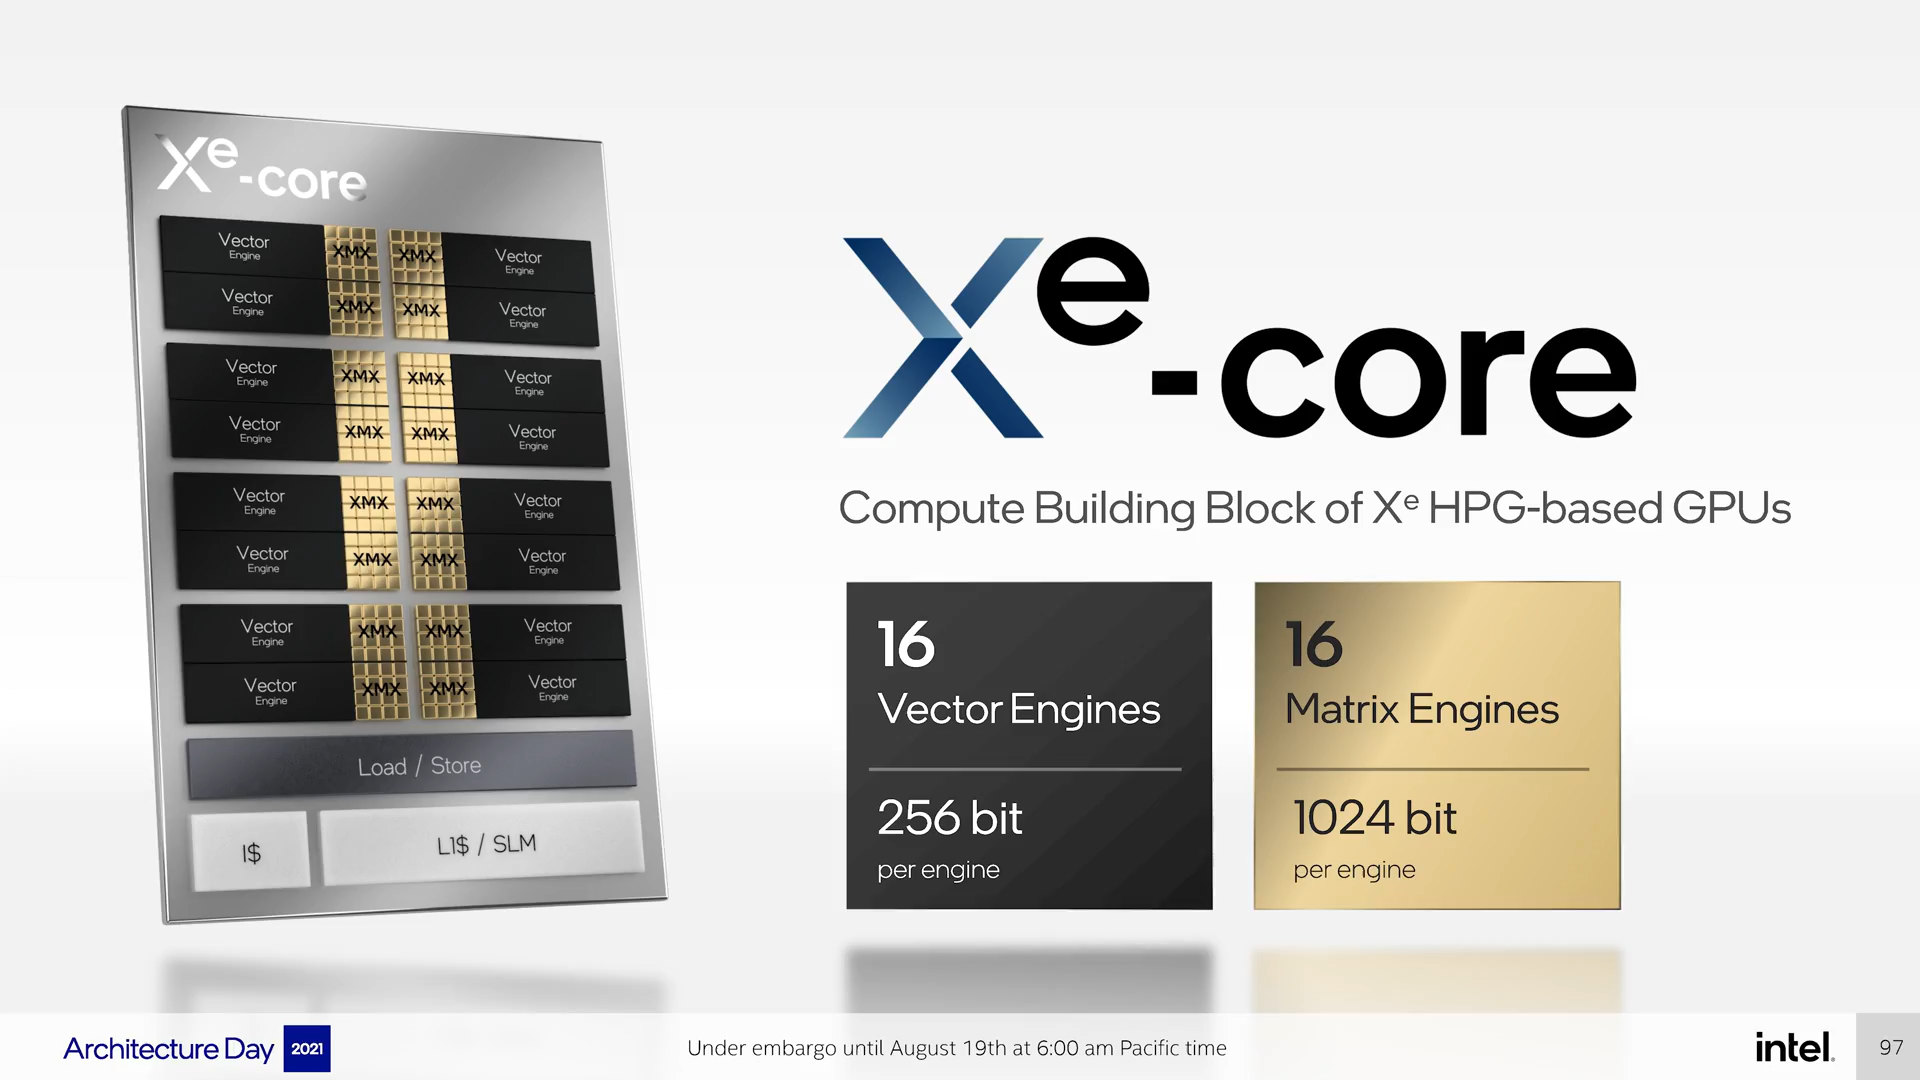 Xe-core
Vector Engine XMX XMX Vector Engine
Vector Engine XMX XMX Vector Engine
Vector Engine XMX XMX Vector Engine
Vector Engine XMX XMX Vector Engine
Vector Engine XMX XMX Vector Engine
Vector Engine XMX XMX Vector Engine
Vector Engine XMX XMX Vector Engine
Vector Engine XMX XMX Vector Engine
Load / Store
I$
L1$ / SLM
Xe-core
Compute Building Block of Xe HPG-based GPUs
16
Vector Engines
256 bit
per engine
16
Matrix Engines
1024 bit
per engine
Architecture Day 2021
Under embargo until August 19th at 6:00 am Pacific time
intel.
97